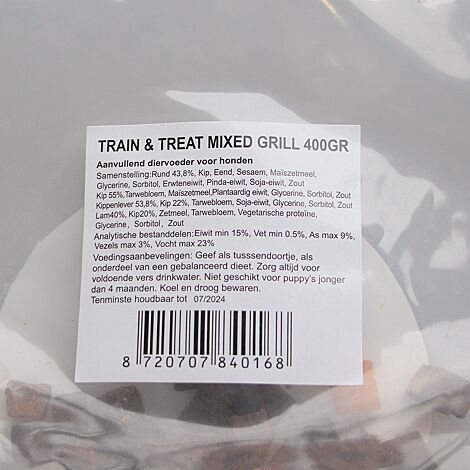 TRAIN & TREAT MIXED GRILL 400GR
Aanvullend diervoeder voor honden
Samenstelling:Rund 43,8%, Kip, Eend, Sesaem, Maïszetmeel,
Glycerine, Sorbitol, Erwteneiwit, Pinda-eiwit, Soja-eiwit, Zout
Kip 55%,Tarwebloem, Maïszetmeel,Plantaardig eiwit, Glycerine, Sorbitol, Zout
Kippenlever 53,8%, Kip 22%, Tarwebloem, Soja-eiwit, Glycerine, Sorbitol, Zout
Lam40%, Kip20%, Zetmeel, Tarwebloem, Vegetarische proteïne,
Glycerine, Sorbitol, Zout
Analytische bestanddelen:Eiwit min 15%, Vet min 0.5%, As max 9%,
Vezels max 3%, Vocht max 23%
Voedingsaanbevelingen: Geef als tusssendoortje, als
onderdeel van een gebalanceerd dieet. Zorg altijd voor
voldoende vers drinkwater. Niet geschikt voor puppy's jonger
dan 4 maanden. Koel en droog bewaren.
Tenminste houdbaar tot 07/2024
8 720707 840168